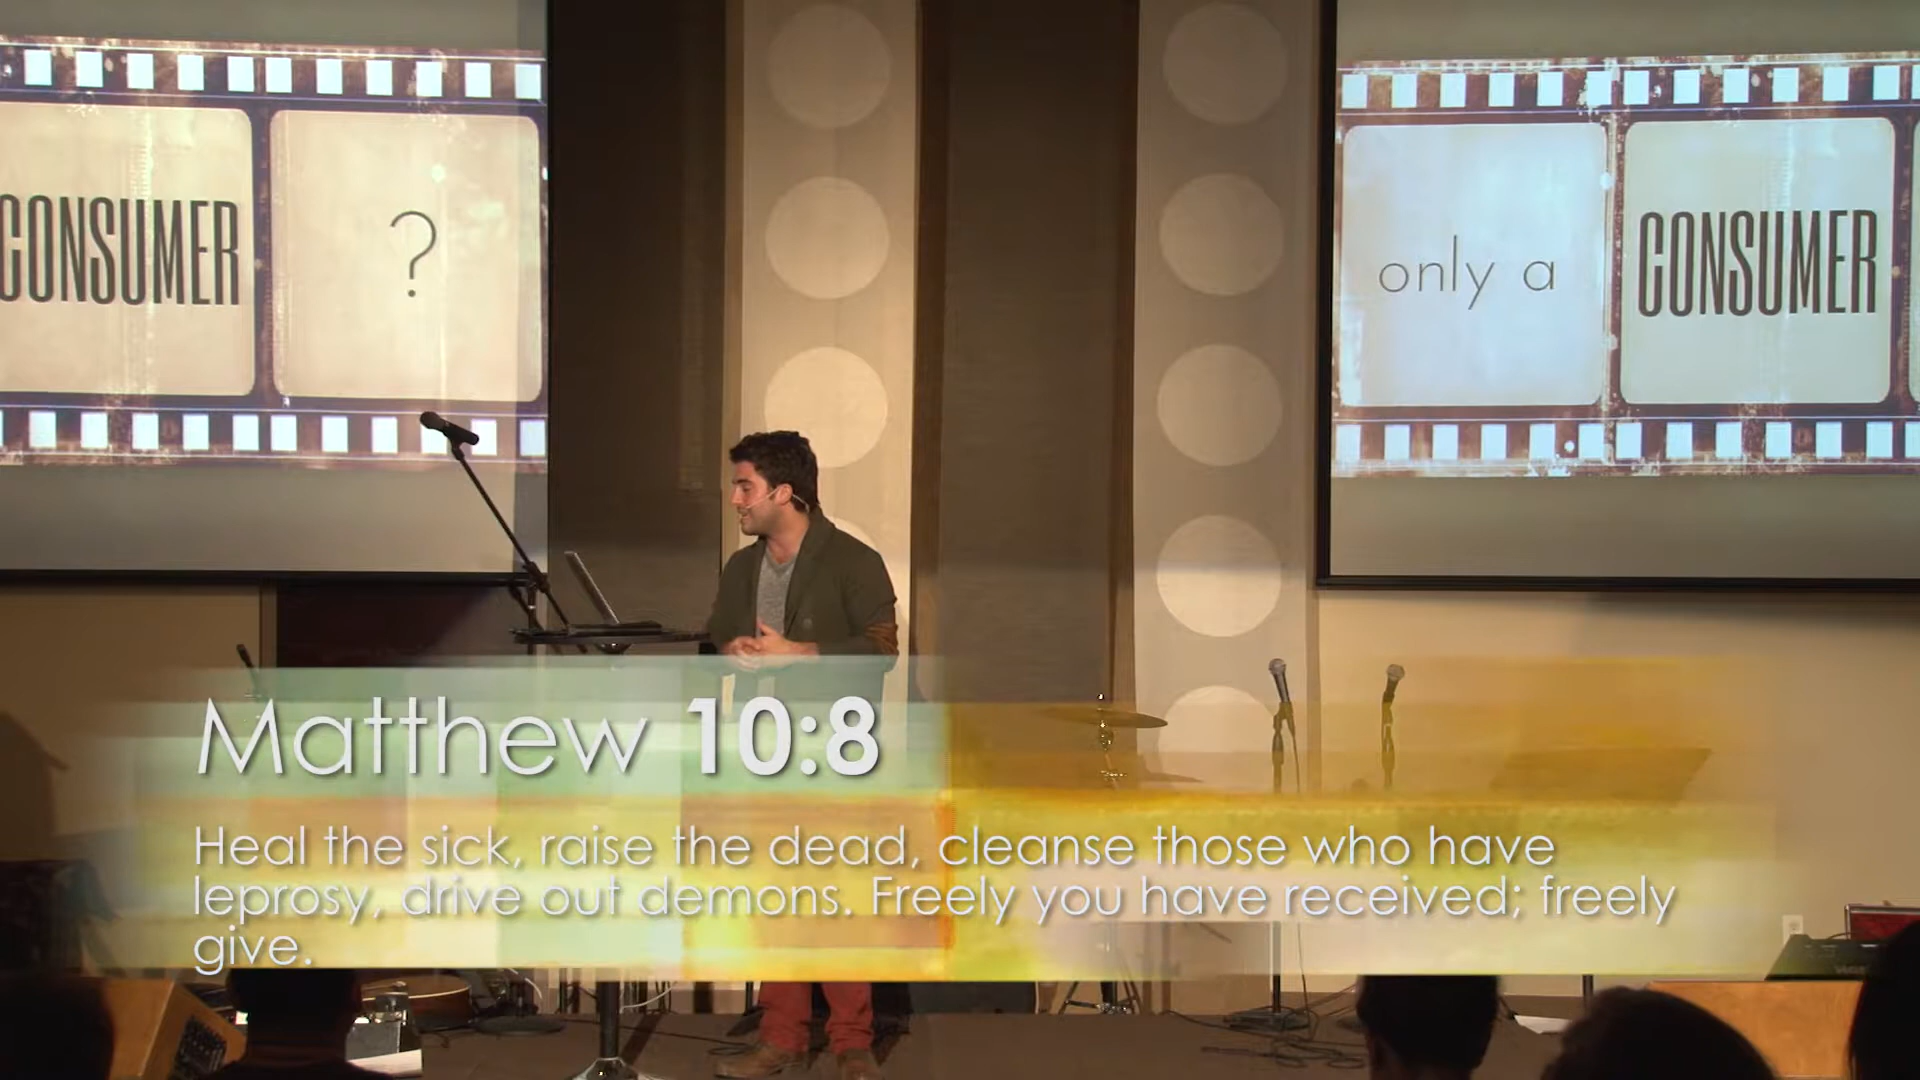 CONSUMER
?
only a
CONSUMER
Matthew 10:8
Heal the sick, raise the dead, cleanse those who have
leprosy, drive out demons. Freely you have received; freely
give.